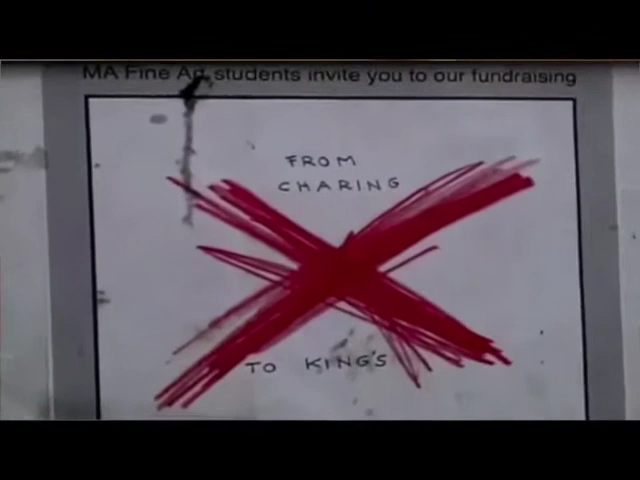 MA Fine Art students invite you to our fundraising
FROM
CHARING
TO KING'S